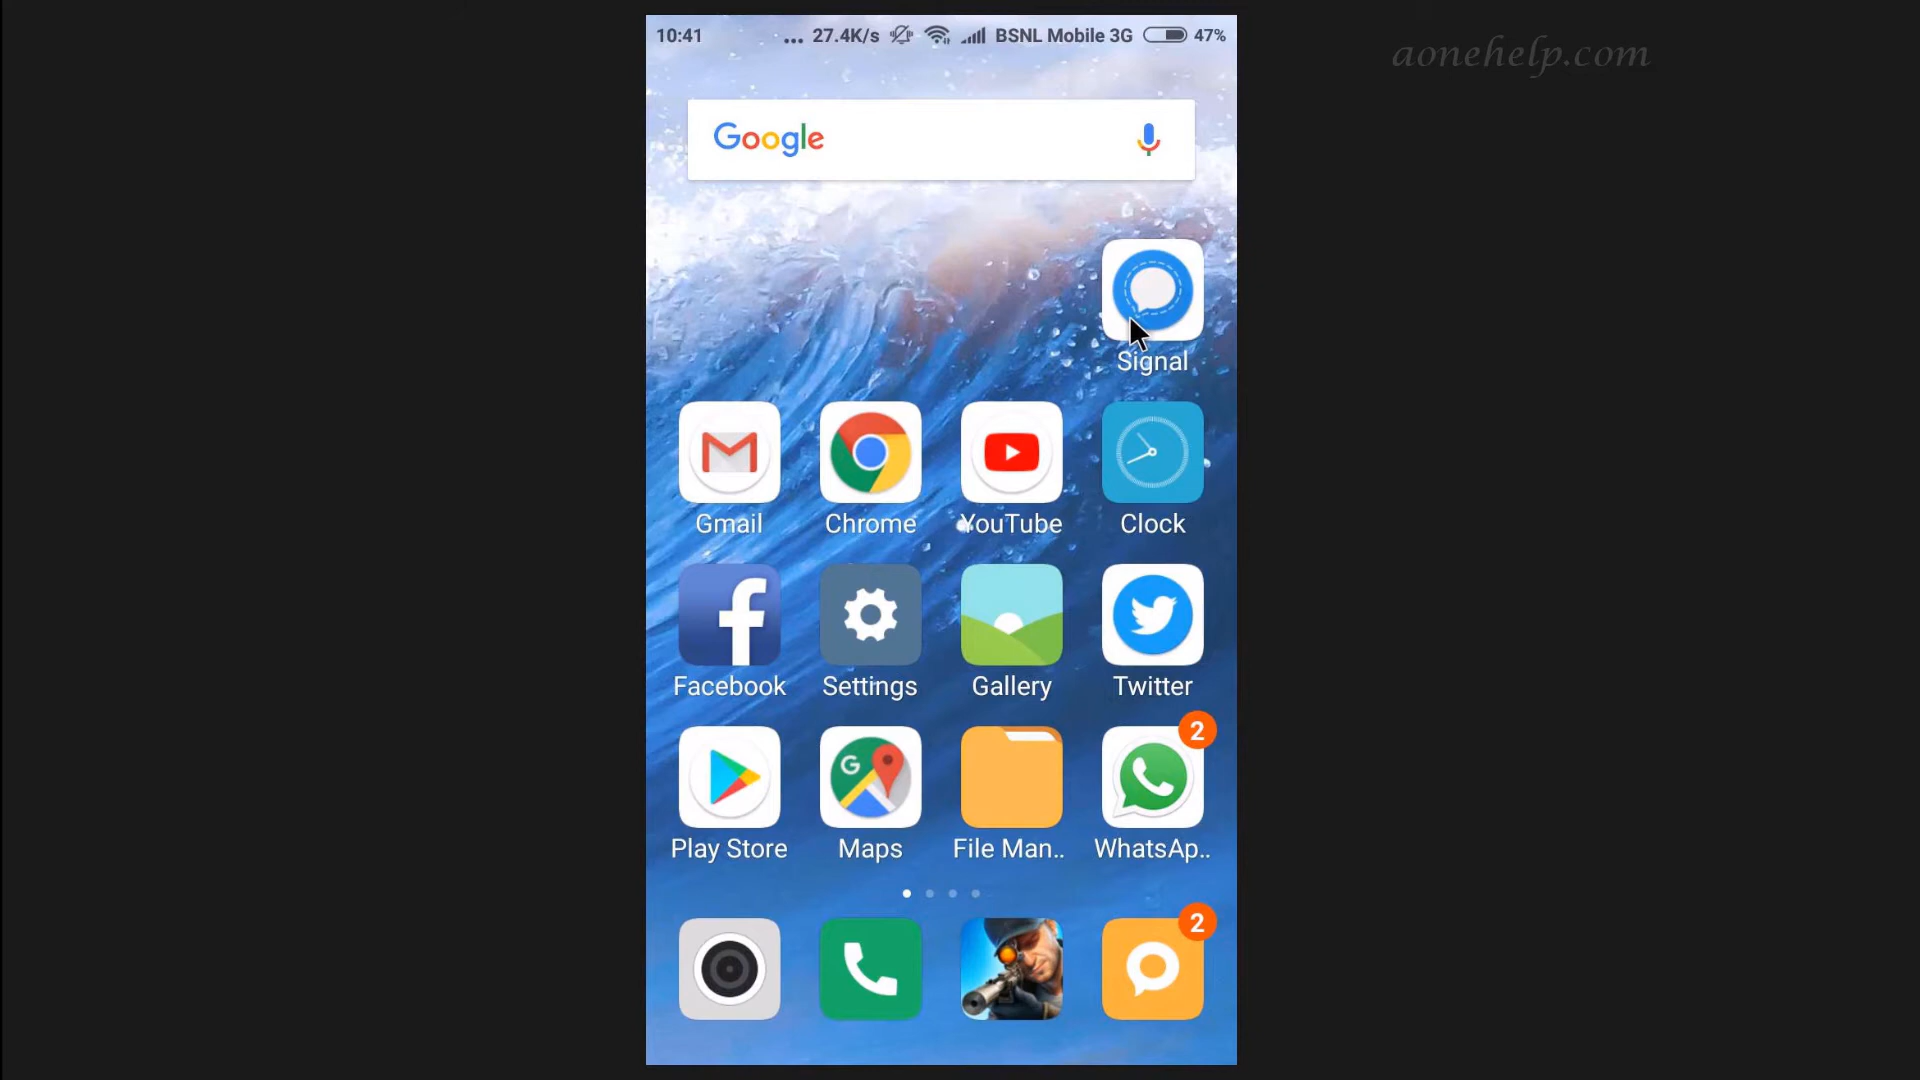 10:41 ... 27.4K/s BSNL Mobile 3G 47%
aonehelp.com
Google
Signal
Gmail Chrome YouTube Clock
Facebook Settings Gallery Twitter
2
G
Play Store Maps File Man.. WhatsAp..
2